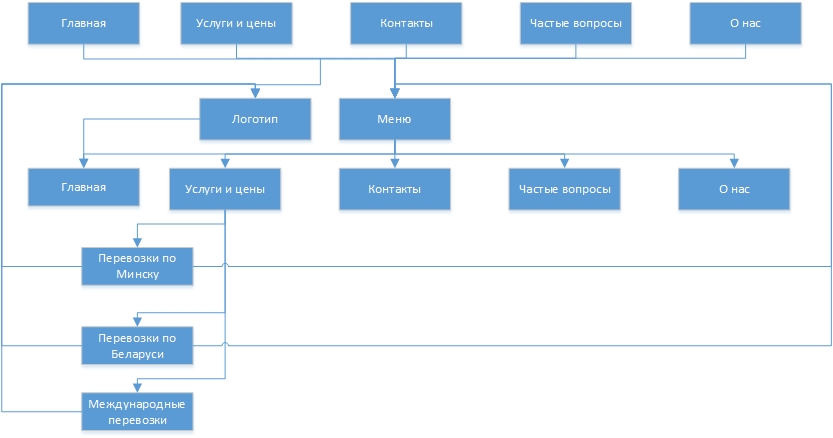 Главная
Услуги и цены
Контакты
Частые вопросы
О нас
Логотип
Меню
Главная
Услуги и цены
Контакты
Частые вопросы
О нас
Перевозки по
Минску
Перевозки по
Беларуси
Международные
перевозки